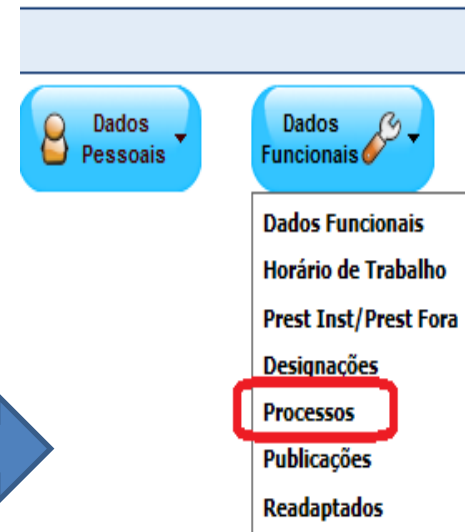 Dados
Pessoais
Dados
Funcionais
Dados Funcionais
Horário de Trabalho
Prest Inst/Prest Fora
Designações
Processos
Publicações
Readaptados